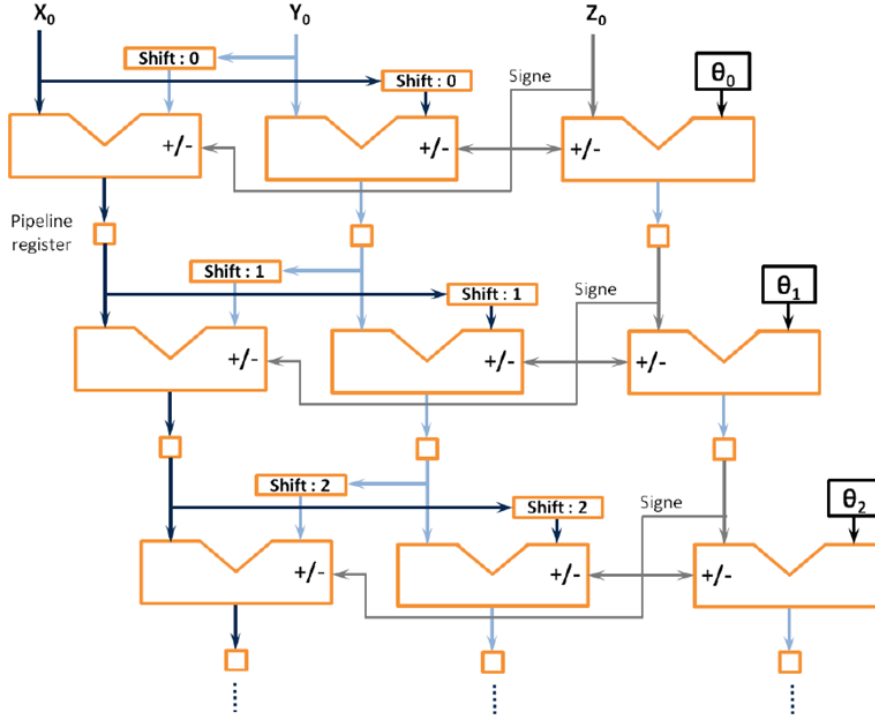 X₀ Y₀ Z₀
Shift : 0
Shift : 0
Signe
θ₀
+/-
+/-
+/-
Pipeline
register
Shift : 1
Shift : 1
Signe
θ₁
+/-
+/-
+/-
Shift : 2
Shift : 2
Signe
θ₂
+/-
+/-
+/-